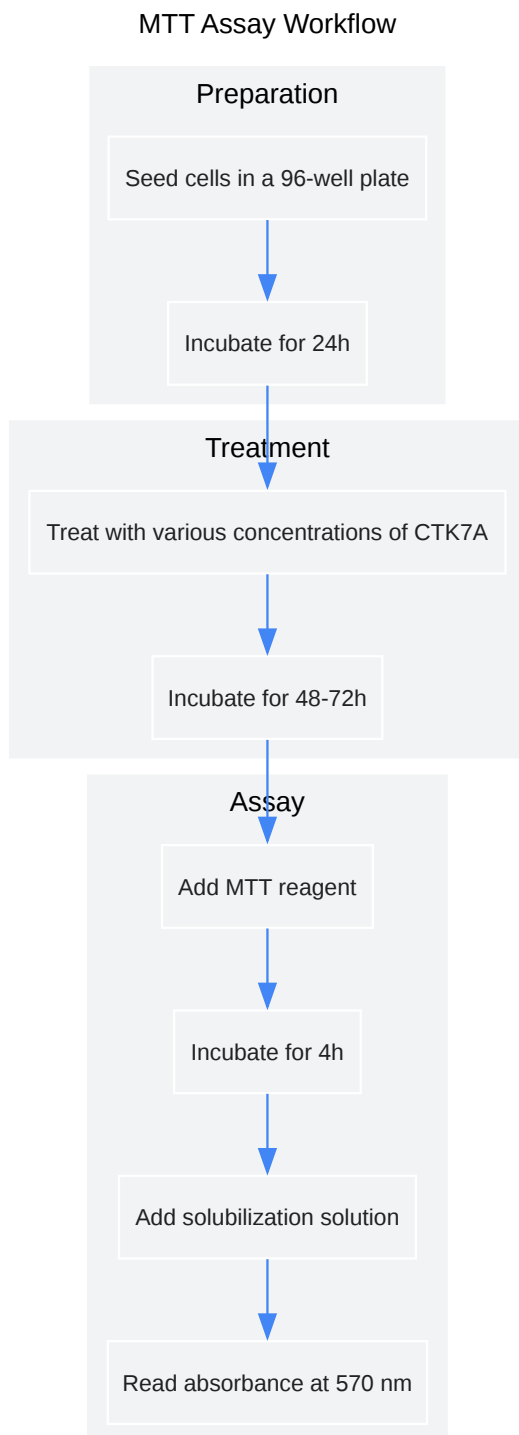 MTT Assay Workflow
Preparation
Seed cells in a 96-well plate
Incubate for 24h
Treatment
Treat with various concentrations of CTK7A
Incubate for 48-72h
Assay
Add MTT reagent
Incubate for 4h
Add solubilization solution
Read absorbance at 570 nm